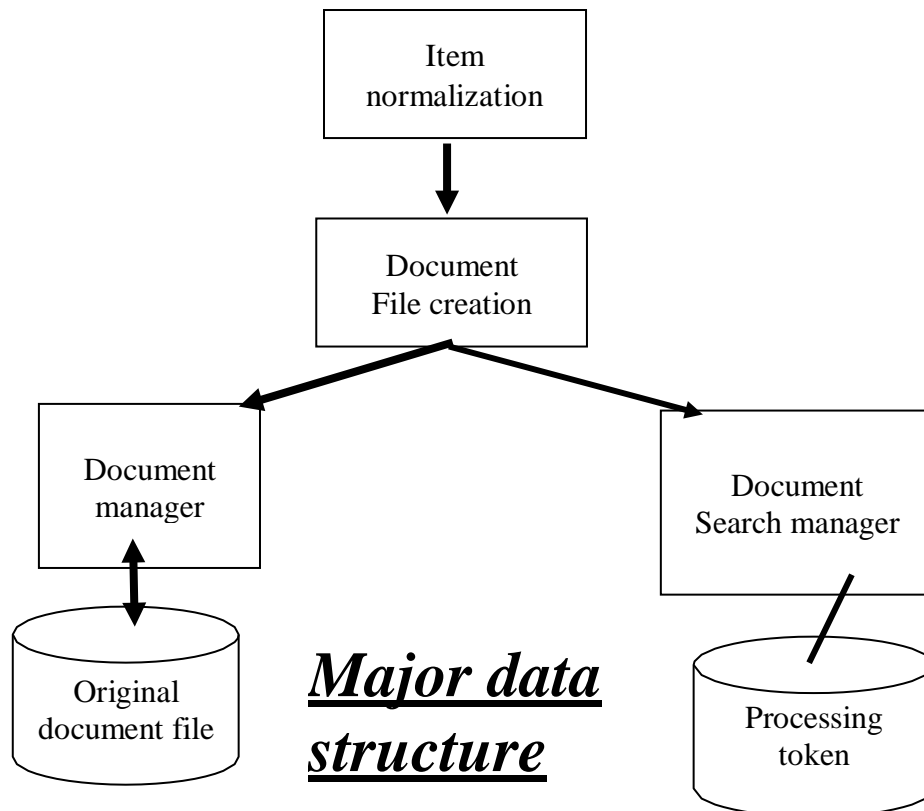 Item
normalization
Document
File creation
Document
manager
Document
Search manager
Original
document file
Major data
structure
Processing
token